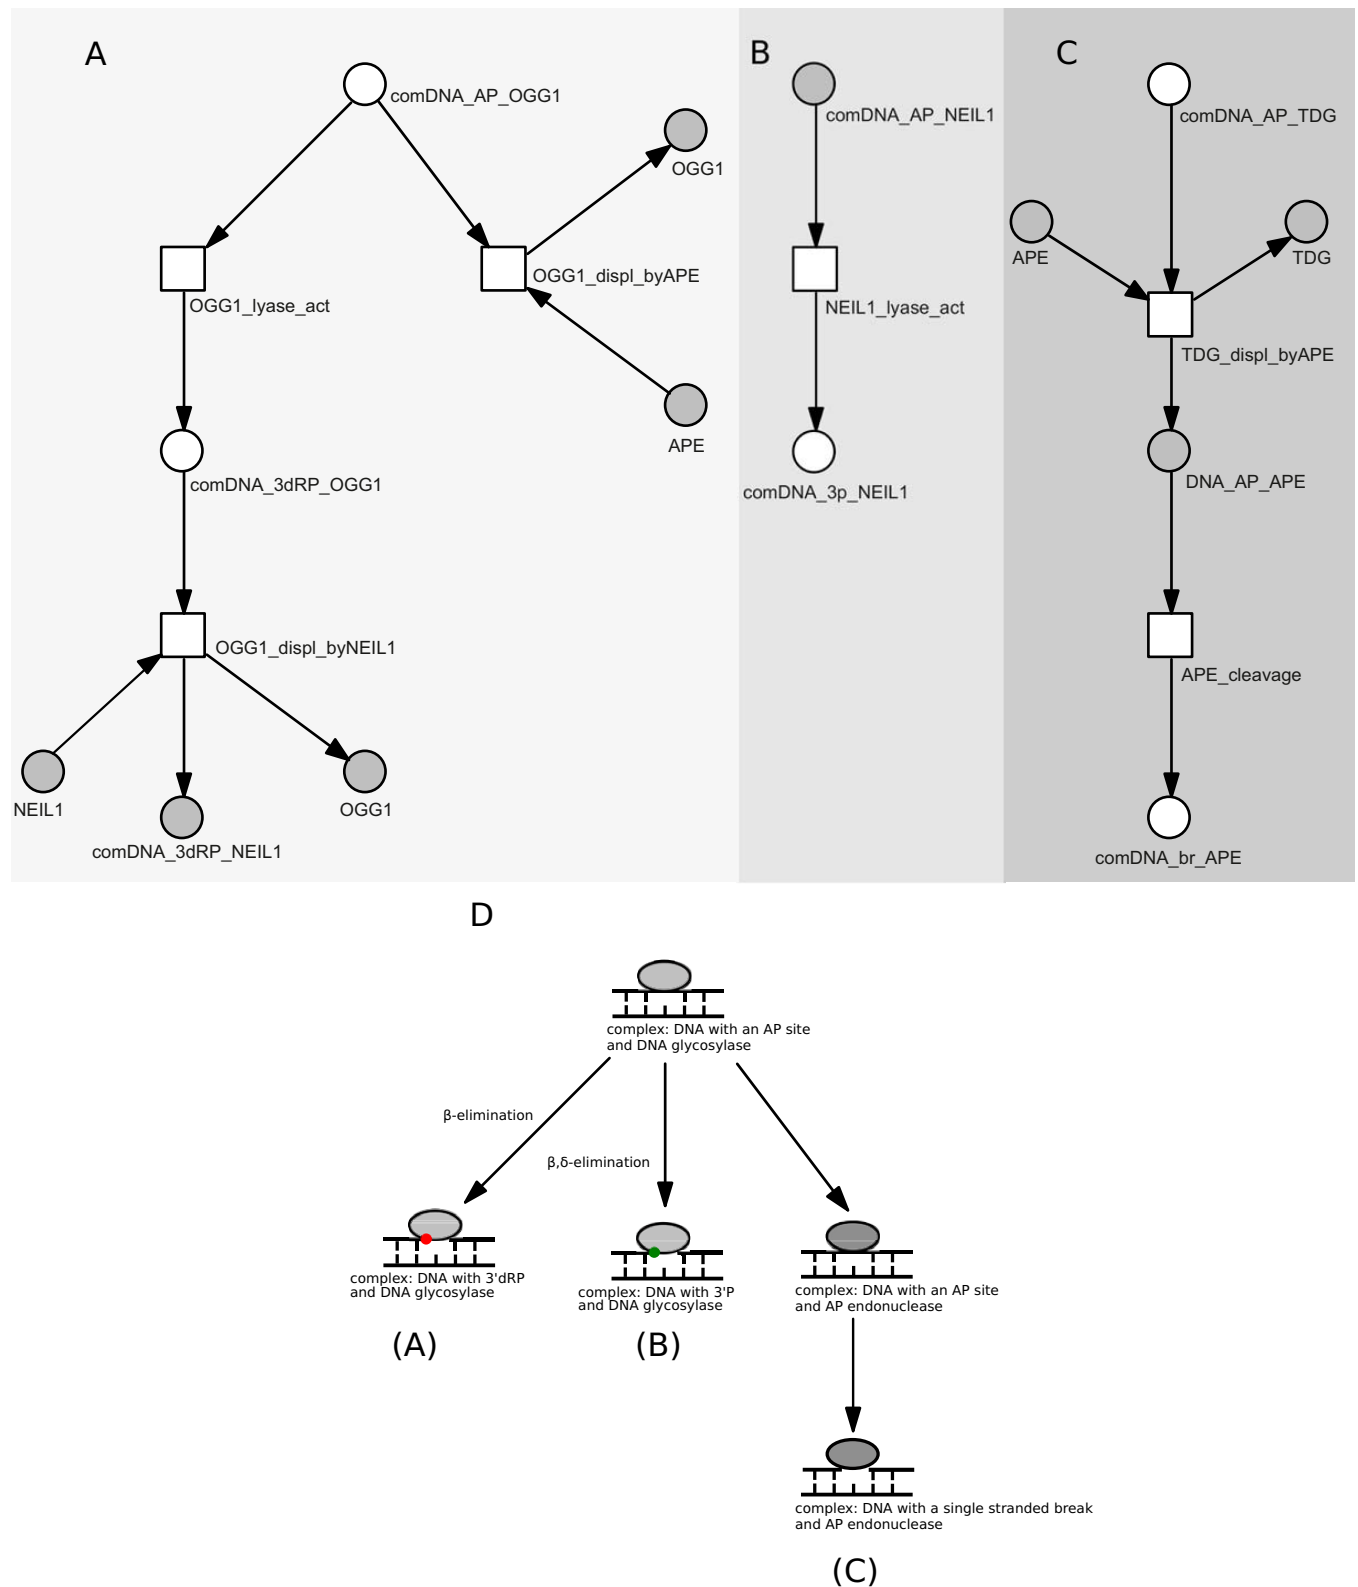 A
comDNA_AP_OGG1
OGG1
OGG1_displ_byAPE
OGG1_lyase_act
APE
comDNA_3dRP_OGG1
OGG1_displ_byNEIL1
NEIL1
OGG1
comDNA_3dRP_NEIL1
B
comDNA_AP_NEIL1
NEIL1_lyase_act
comDNA_3p_NEIL1
C
comDNA_AP_TDG
APE
TDG
TDG_displ_byAPE
DNA_AP_APE
APE_cleavage
comDNA_br_APE
D
complex: DNA with an AP site
and DNA glycosylase
β-elimination
β,δ-elimination
complex: DNA with 3'dRP
and DNA glycosylase
(A)
complex: DNA with 3'P
and DNA glycosylase
(B)
complex: DNA with an AP site
and AP endonuclease
complex: DNA with a single stranded break
and AP endonuclease
(C)